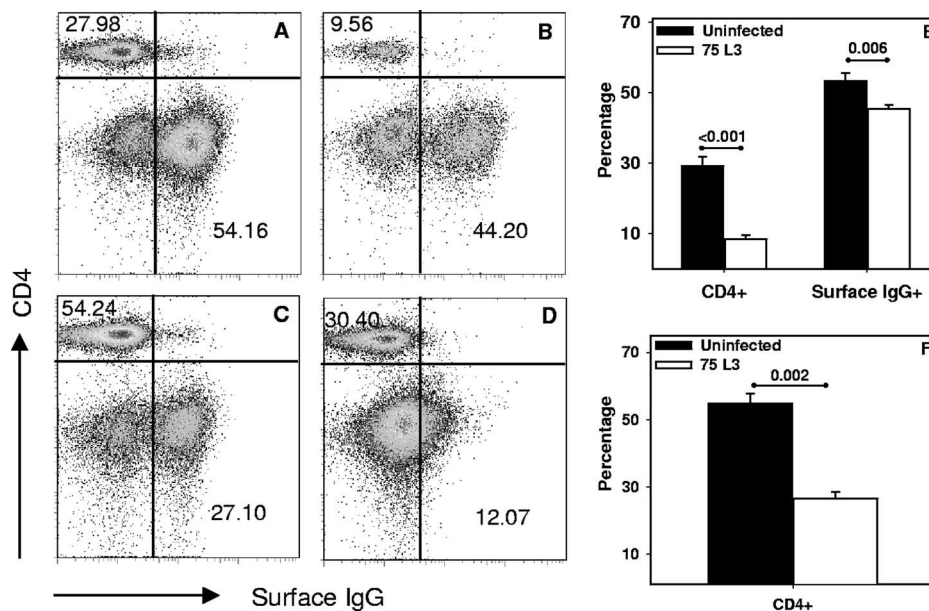 27.98
A
54.16
9.56
B
44.20
54.24
C
27.10
30.40
D
12.07
CD4
Surface IgG
Uninfected
75 L3
0.006
<0.001
Percentage
70
50
30
10
CD4+
Surface IgG+
Uninfected
75 L3
0.002
Percentage
70
50
30
10
CD4+